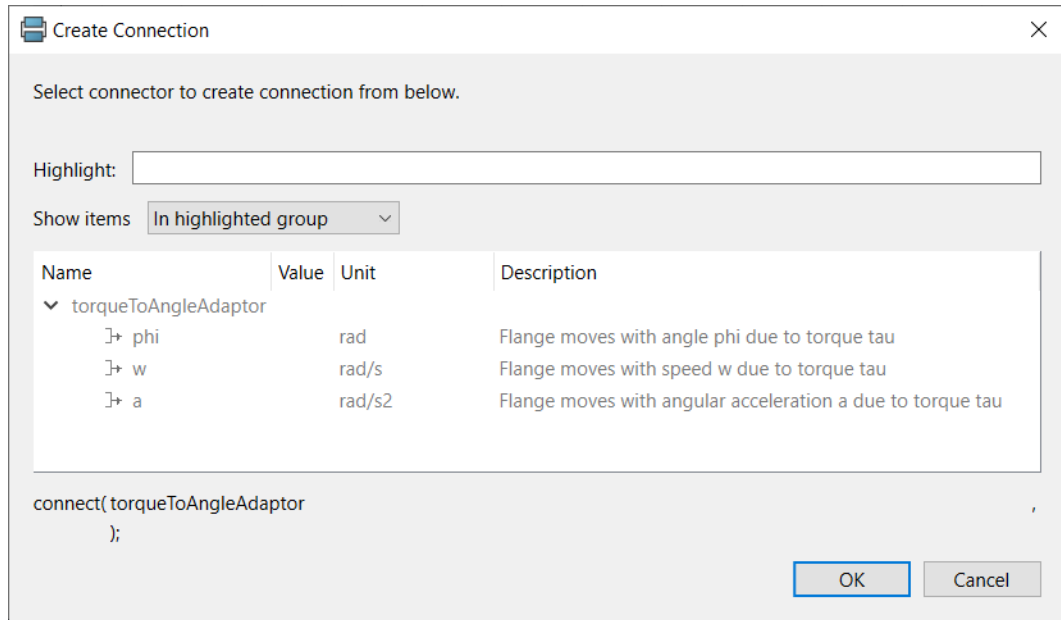 Create Connection
Select connector to create connection from below.
Highlight:
Show items In highlighted group
Name Value Unit Description
torqueToAngleAdaptor
phi rad Flange moves with angle phi due to torque tau
w rad/s Flange moves with speed w due to torque tau
a rad/s2 Flange moves with angular acceleration a due to torque tau
connect( torqueToAngleAdaptor ,
);
OK Cancel